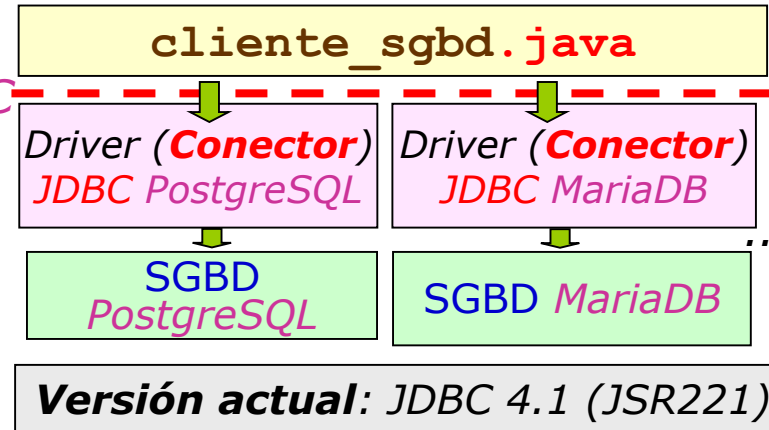 cliente_sgbd.java
C
Driver (Conector)
JDBC PostgreSQL
Driver (Conector)
JDBC MariaDB
..
SGBD
PostgreSQL
SGBD MariaDB
Versión actual: JDBC 4.1 (JSR221)